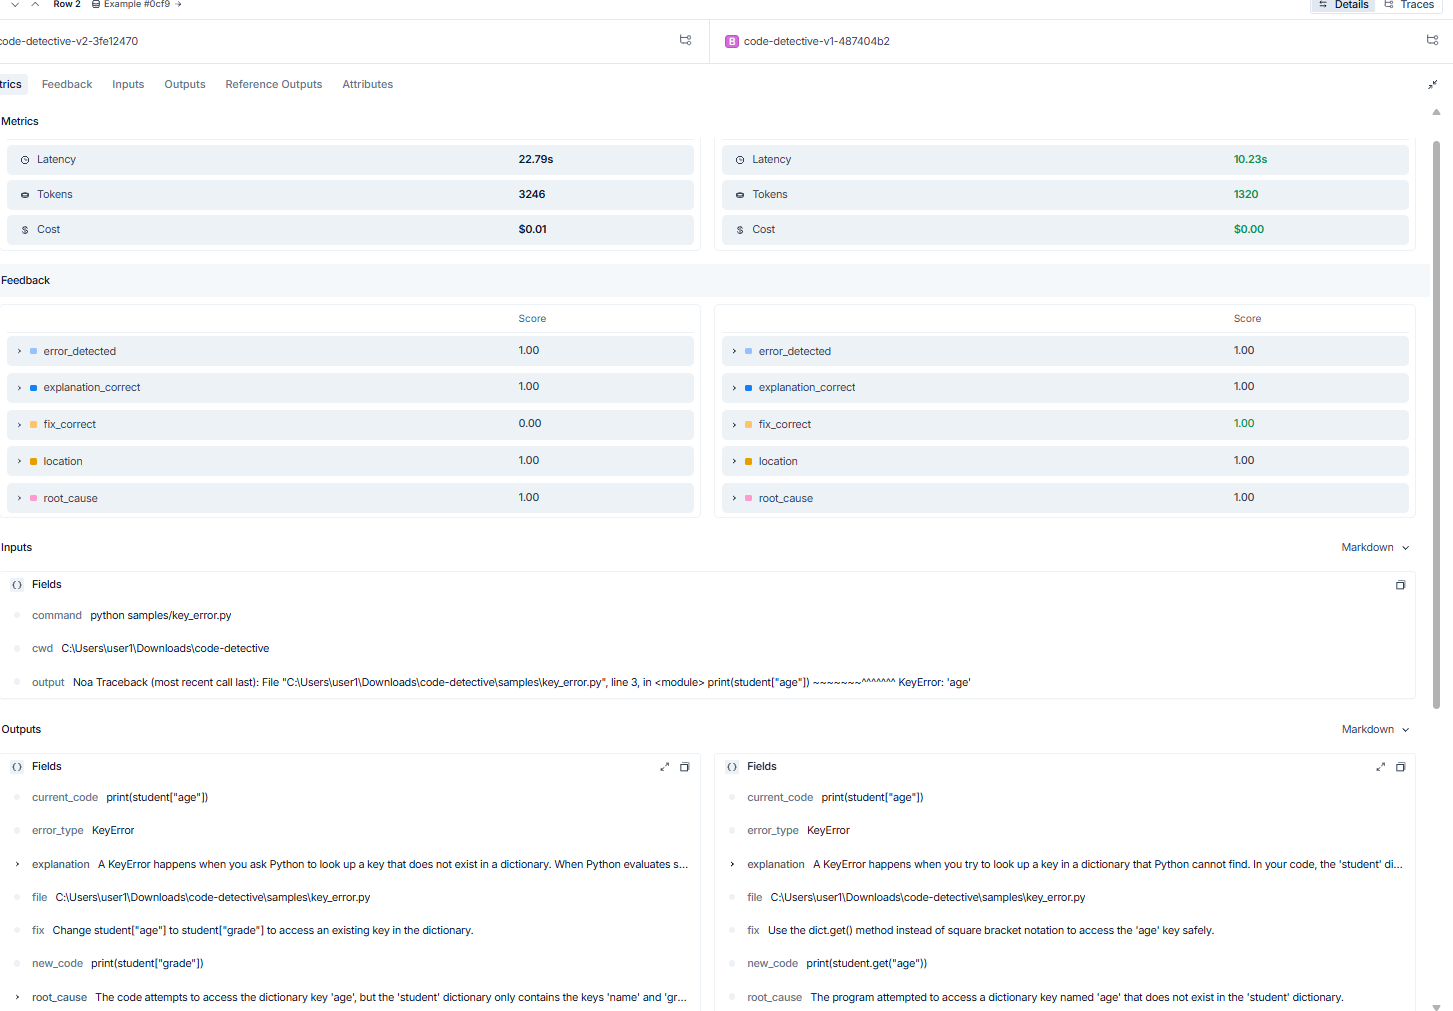 Row 2 Example #0cf9 → Details Traces
code-detective-v2-3fe12470 B code-detective-v1-487404b2
trics Feedback Inputs Outputs Reference Outputs Attributes
Metrics
Latency 22.79s Latency 10.23s
Tokens 3246 Tokens 1320
$ Cost $0.01 $ Cost $0.00
Feedback
Score Score
error_detected 1.00 error_detected 1.00
explanation_correct 1.00 explanation_correct 1.00
fix_correct 0.00 fix_correct 1.00
location 1.00 location 1.00
root_cause 1.00 root_cause 1.00
Inputs Markdown
{} Fields
command python samples/key_error.py
cwd C:\Users\user1\Downloads\code-detective
output Noa Traceback (most recent call last): File "C:\Users\user1\Downloads\code-detective\samples\key_error.py", line 3, in <module> print(student["age"]) ~~~~~~~^^^^^^^ KeyError: 'age'
Outputs Markdown
{} Fields {} Fields
current_code print(student["age"]) current_code print(student["age"])
error_type KeyError error_type KeyError
explanation A KeyError happens when you ask Python to look up a key that does not exist in a dictionary. When Python evaluates s... explanation A KeyError happens when you try to look up a key in a dictionary that Python cannot find. In your code, the 'student' di...
file C:\Users\user1\Downloads\code-detective\samples\key_error.py file C:\Users\user1\Downloads\code-detective\samples\key_error.py
fix Change student["age"] to student["grade"] to access an existing key in the dictionary. fix Use the dict.get() method instead of square bracket notation to access the 'age' key safely.
new_code print(student["grade"]) new_code print(student.get("age"))
root_cause The code attempts to access the dictionary key 'age', but the 'student' dictionary only contains the keys 'name' and 'gr... root_cause The program attempted to access a dictionary key named 'age' that does not exist in the 'student' dictionary.